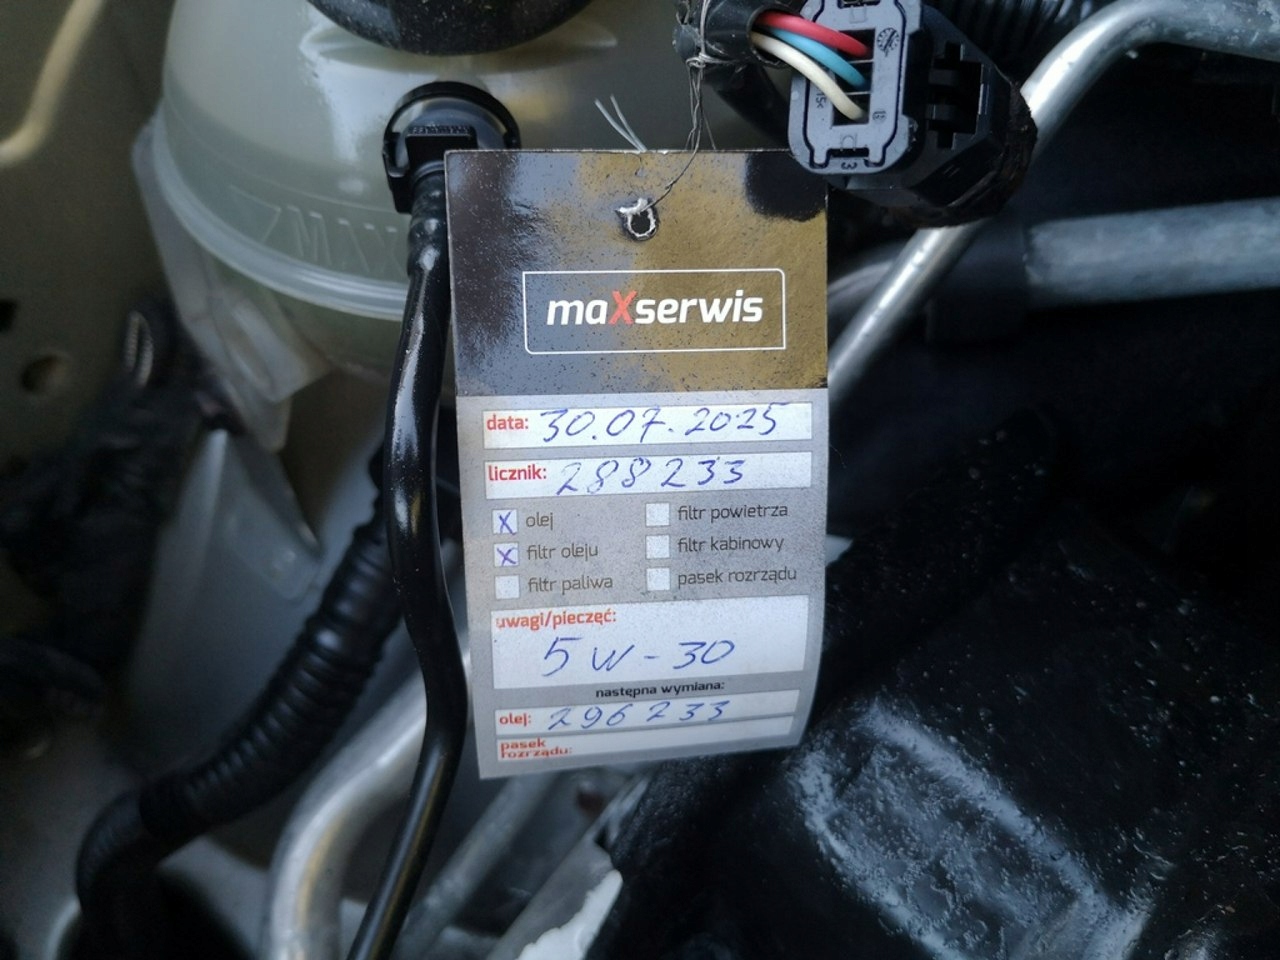 MAX
maXserwis
data: 30.07.2025
licznik: 288233
x olej
x filtr oleju
filtr paliwa
filtr powietrza
filtr kabinowy
pasek rozrządu
uwagi/pieczęć:
5W-30
następna wymiana:
olej: 296233
pasek
rozrządu: